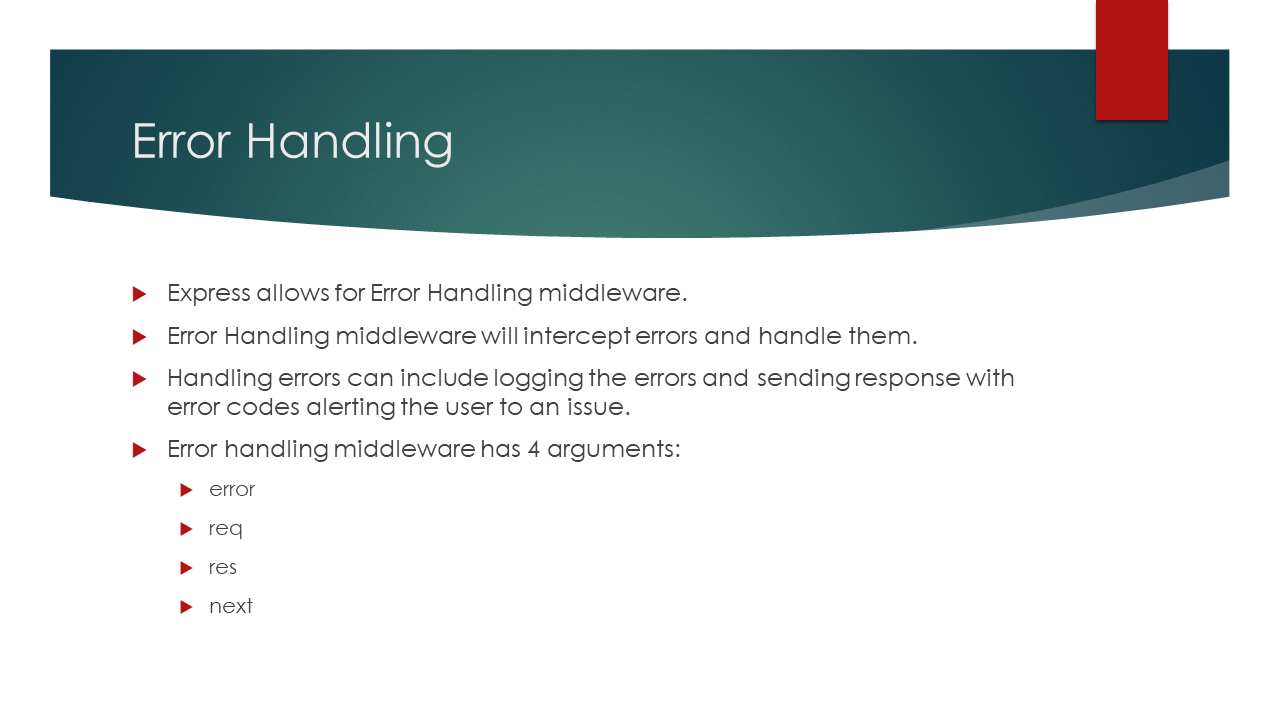 Error Handling
Express allows for Error Handling middleware.
Error Handling middleware will intercept errors and handle them.
Handling errors can include logging the errors and sending response with
error codes alerting the user to an issue.
Error handling middleware has 4 arguments:
error
req
res
next